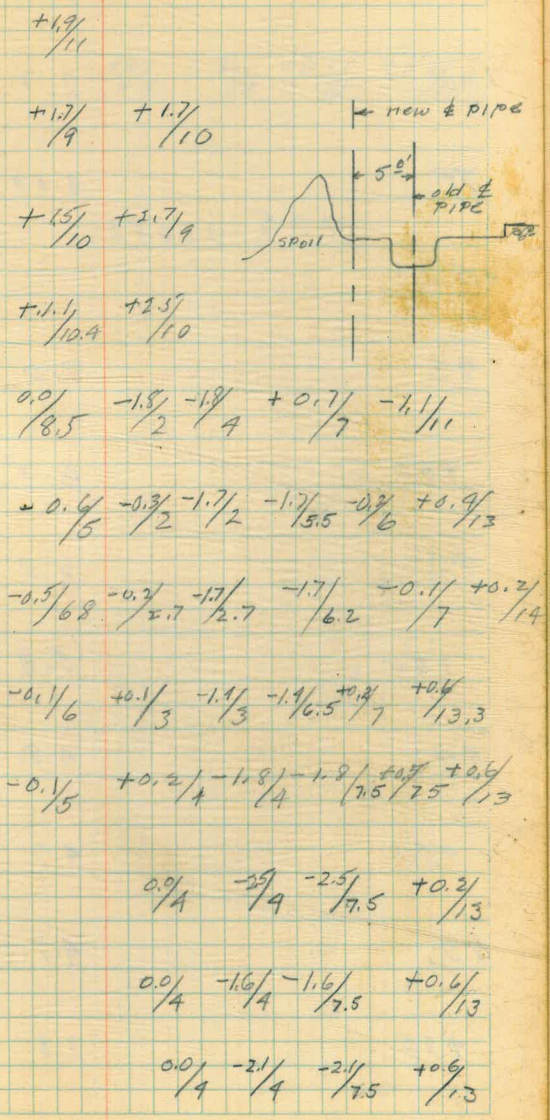 +1.9/11
+1.7/9 +1.7/10
← new ⅊ pipe
5 0'
old ⅊
pipe
+1.5/10 +1.7/9
spoil
+1.1/10.4 +2.5/10
0.0/8.5 -1.8/2 -1.8/4 +0.7/7 -1.1/11
-0.6/5 -0.3/2 -1.7/2 -1.7/5.5 -0.3/6 +0.9/13
-0.5/6.8 -0.2/2.7 -1.7/2.7 -1.7/6.2 -0.1/7 +0.2/14
-0.1/6 +0.1/3 -1.4/3 -1.4/6.5 +0.2/7 +0.6/13.3
-0.1/5 +0.2/4 -1.8/4 -1.8/7.5 +0.5/7.5 +0.6/13
0.0/4 -2.5/4 -2.5/7.5 +0.2/13
0.0/4 -1.6/4 -1.6/7.5 +0.6/13
0.0/4 -2.1/4 -2.1/7.5 +0.6/13